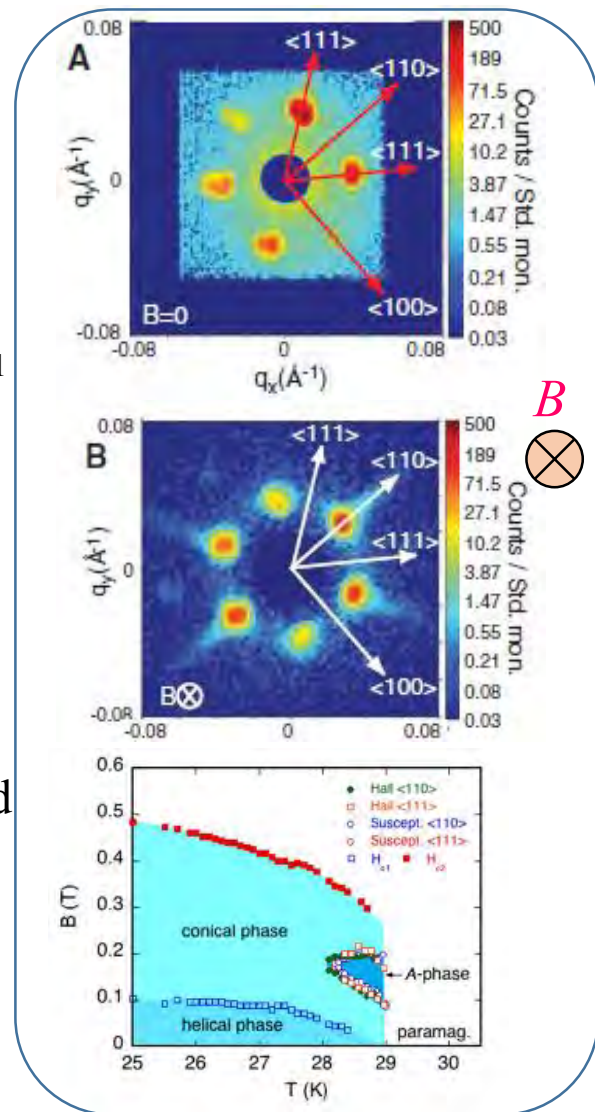 0.08
A
<111>
<110>
<111>
<100>
B=0
qy(Å-1)
0
-0.08
-0.08
0
0.08
qx(Å-1)
500
189
71.5
27.1
10.2
3.87
1.47
0.55
0.21
0.08
0.03
Counts / Std. mon.
B
0.08
B
<111>
<110>
<111>
<100>
B⊗
qy(Å-1)
0
-0.08
-0.08
0
0.08
500
189
71.5
27.1
10.2
3.87
1.47
0.55
0.21
0.08
0.03
Counts / Std. mon.
d
0.6
0.5
0.4
0.3
0.2
0.1
0
B (T)
Hall <110>
Hall <111>
Suscept. <110>
Suscept. <111>
Hc1 Hc2
conical phase
A-phase
helical phase
paramag.
25 26 27 28 29 30
T (K)